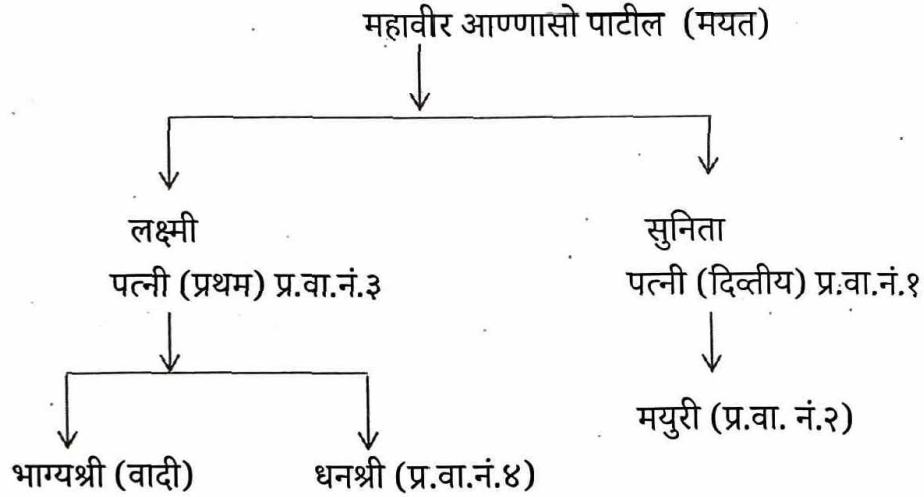 महावीर आण्णासो पाटील (मयत)
लक्ष्मी सुनिता
पत्नी (प्रथम) प्र.वा.नं.३ पत्नी (दिव्तीय) प्र.वा.नं.१
मयुरी (प्र.वा. नं.२)
भाग्यश्री (वादी) धनश्री (प्र.वा.नं.४)